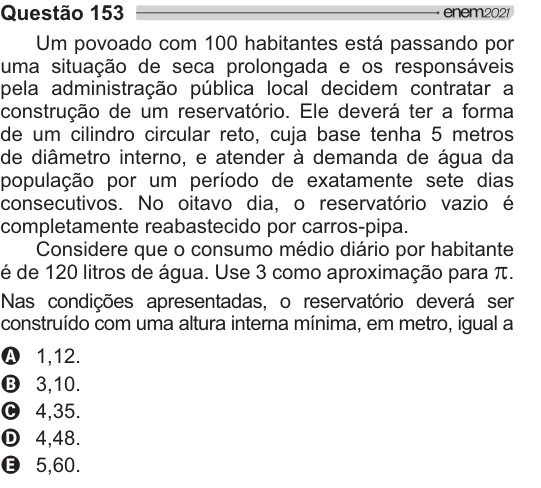 Questão 153 enem2021
Um povoado com 100 habitantes está passando por
uma situação de seca prolongada e os responsáveis
pela administração pública local decidem contratar a
construção de um reservatório. Ele deverá ter a forma
de um cilindro circular reto, cuja base tenha 5 metros
de diâmetro interno, e atender à demanda de água da
população por um período de exatamente sete dias
consecutivos. No oitavo dia, o reservatório vazio é
completamente reabastecido por carros-pipa.
Considere que o consumo médio diário por habitante
é de 120 litros de água. Use 3 como aproximação para π.
Nas condições apresentadas, o reservatório deverá ser
construído com uma altura interna mínima, em metro, igual a
A 1,12.
B 3,10.
C 4,35.
D 4,48.
E 5,60.